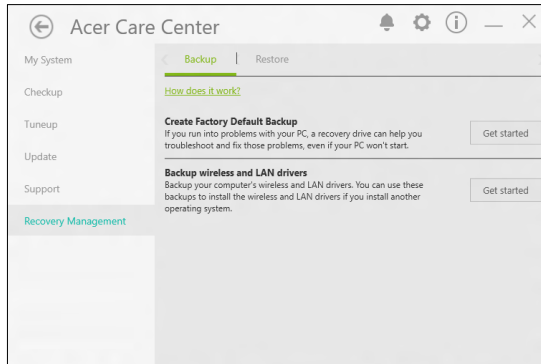 Acer Care Center
My System
Checkup
Tuneup
Update
Support
Recovery Management
Backup
Restore
How does it work?
Create Factory Default Backup
If you run into problems with your PC, a recovery drive can help you
troubleshoot and fix those problems, even if your PC won't start.
Get started
Backup wireless and LAN drivers
Backup your computer's wireless and LAN drivers. You can use these
backups to install the wireless and LAN drivers if you install another
operating system.
Get started